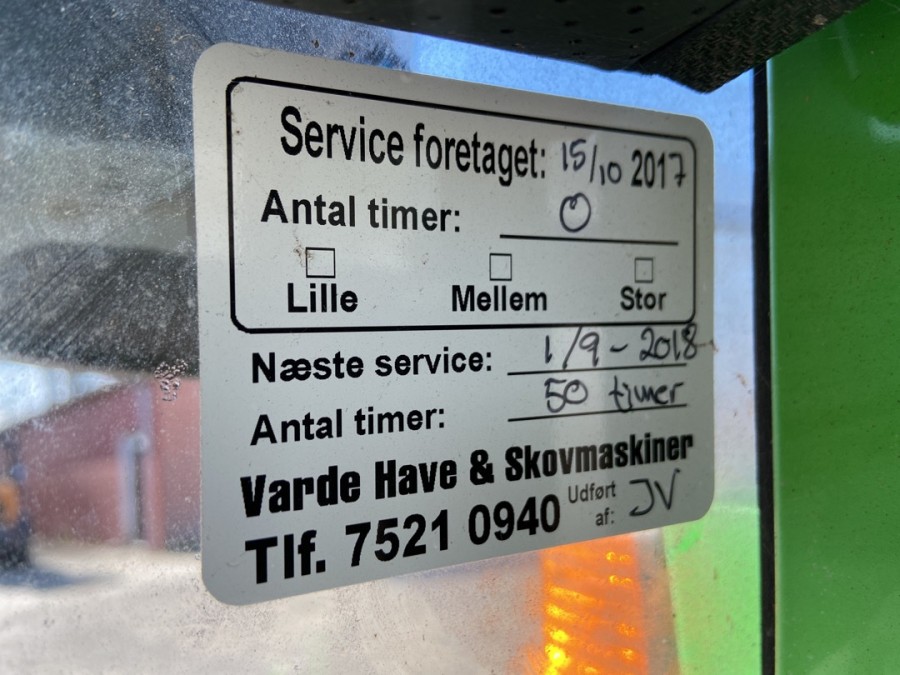 Service foretaget: 15/10 2017
Antal timer: 0
Lille Mellem Stor
Næste service: 1/9 - 2018
Antal timer: 50 timer
Varde Have & Skovmaskiner
Tlf. 7521 0940 Udført af: JV